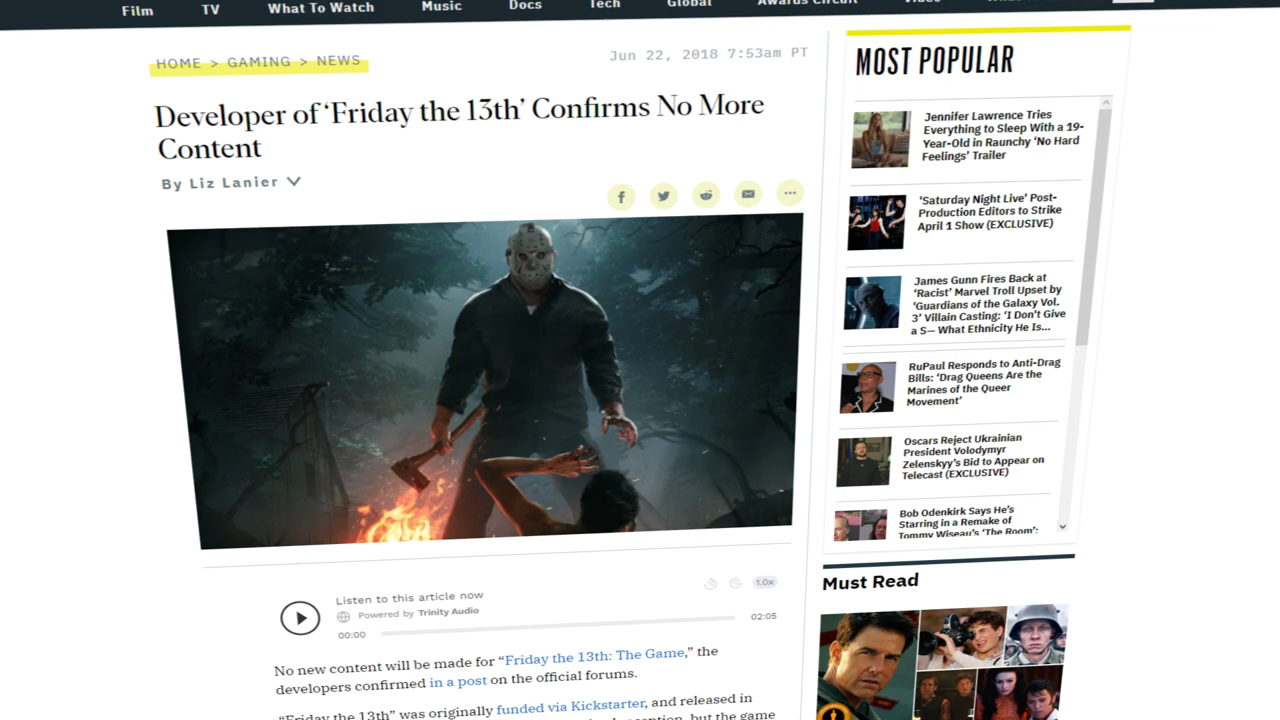 Film TV What To Watch Music Docs Tech Global Awards Circuit Video
HOME > GAMING > NEWS
Jun 22, 2018 7:53am PT
Developer of ‘Friday the 13th’ Confirms No More
Content
By Liz Lanier
Listen to this article now
Powered by Trinity Audio
1.0x
00:00
02:05
No new content will be made for “Friday the 13th: The Game,” the
developers confirmed in a post on the official forums.
“Friday the 13th” was originally funded via Kickstarter, and released in
but the game
MOST POPULAR
Jennifer Lawrence Tries
Everything to Sleep With a 19-
Year-Old in Raunchy ‘No Hard
Feelings’ Trailer
'Saturday Night Live' Post-
Production Editors to Strike
April 1 Show (EXCLUSIVE)
James Gunn Fires Back at
‘Racist’ Marvel Troll Upset by
‘Guardians of the Galaxy Vol.
3’ Villain Casting: ‘I Don’t Give
a S— What Ethnicity He Is...
RuPaul Responds to Anti-Drag
Bills: ‘Drag Queens Are the
Marines of the Queer
Movement’
Oscars Reject Ukrainian
President Volodymyr
Zelenskyy’s Bid to Appear on
Telecast (EXCLUSIVE)
Bob Odenkirk Says He’s
Starring in a Remake of
Tommy Wiseau’s ‘The Room’:
Must Read